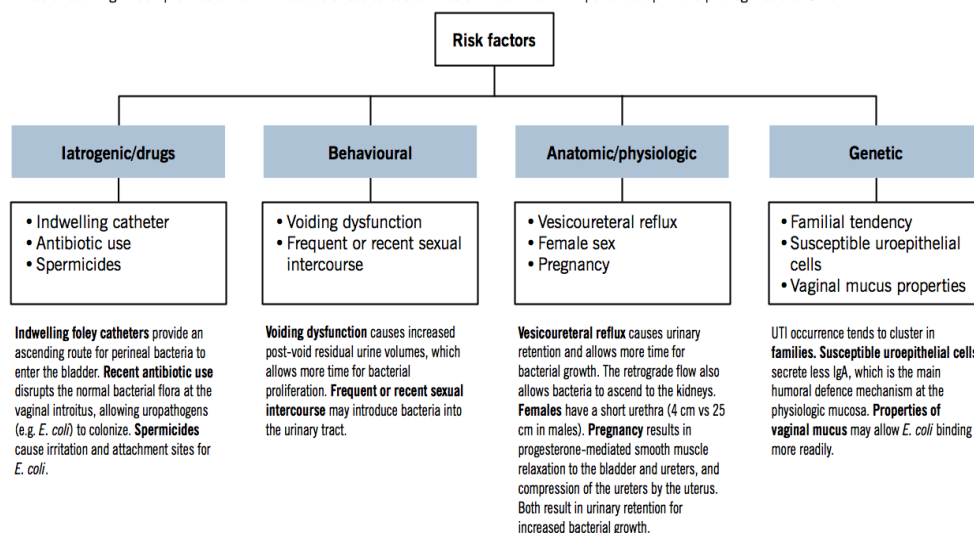 Risk factors
Iatrogenic/drugs
• Indwelling catheter
• Antibiotic use
• Spermicides
Indwelling foley catheters provide an
ascending route for perineal bacteria to
enter the bladder. Recent antibiotic use
disrupts the normal bacterial flora at the
vaginal introitus, allowing uropathogens
(e.g. E. coli) to colonize. Spermicides
cause irritation and attachment sites for
E. coli.
Behavioural
• Voiding dysfunction
• Frequent or recent sexual
intercourse
Voiding dysfunction causes increased
post-void residual urine volumes, which
allows more time for bacterial
proliferation. Frequent or recent sexual
intercourse may introduce bacteria into
the urinary tract.
Anatomic/physiologic
• Vesicoureteral reflux
• Female sex
• Pregnancy
Vesicoureteral reflux causes urinary
retention and allows more time for
bacterial growth. The retrograde flow also
allows bacteria to ascend to the kidneys.
Females have a short urethra (4 cm vs 25
cm in males). Pregnancy results in
progesterone-mediated smooth muscle
relaxation to the bladder and ureters, and
compression of the ureters by the uterus.
Both result in urinary retention for
increased bacterial growth.
Genetic
• Familial tendency
• Susceptible uroepithelial
cells
• Vaginal mucus properties
UTI occurrence tends to cluster in
families. Susceptible uroepithelial cells
secrete less IgA, which is the main
humoral defence mechanism at the
physiologic mucosa. Properties of
vaginal mucus may allow E. coli binding
more readily.